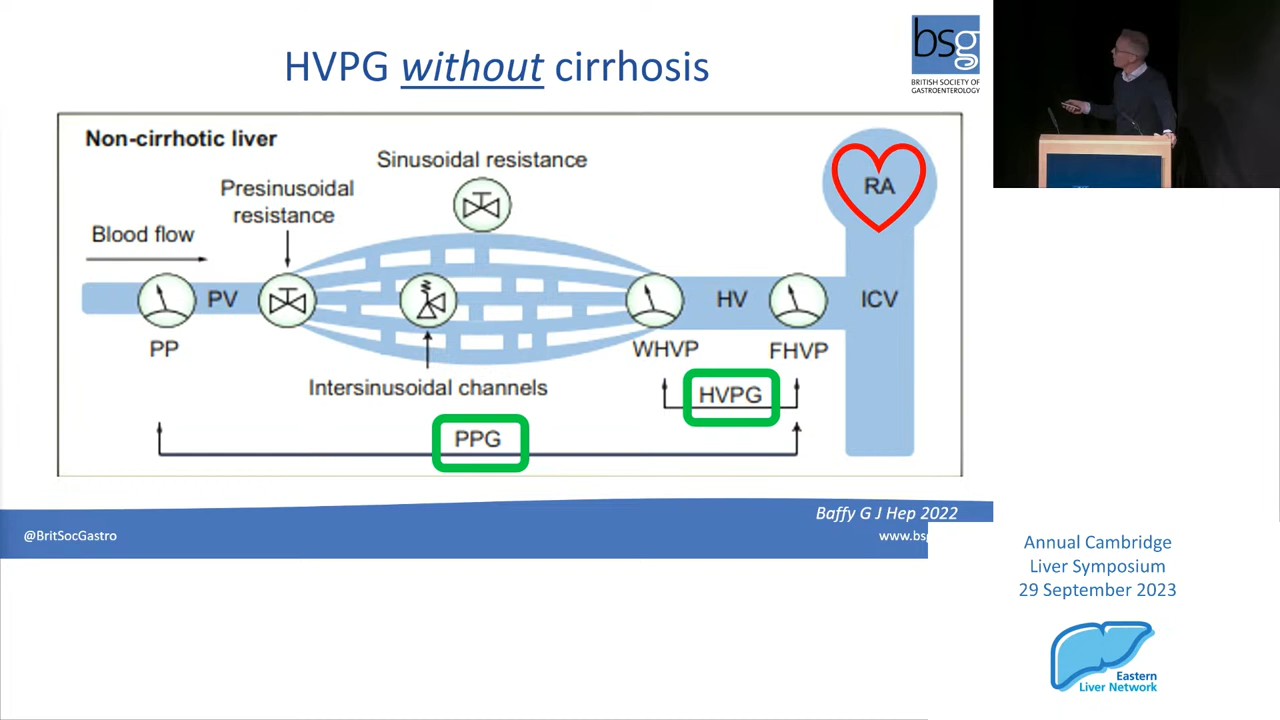 HVPG without cirrhosis
bsg
BRITISH SOCIETY OF
GASTROENTEROLOGY
Non-cirrhotic liver
Sinusoidal resistance
Presinusoidal
resistance
Blood flow
RA
PV
HV
ICV
PP
WHVP
FHVP
Intersinusoidal channels
HVPG
PPG
Baffy G J Hep 2022
@BritSocGastro
www.bsg
Annual Cambridge
Liver Symposium
29 September 2023
Eastern
Liver Network